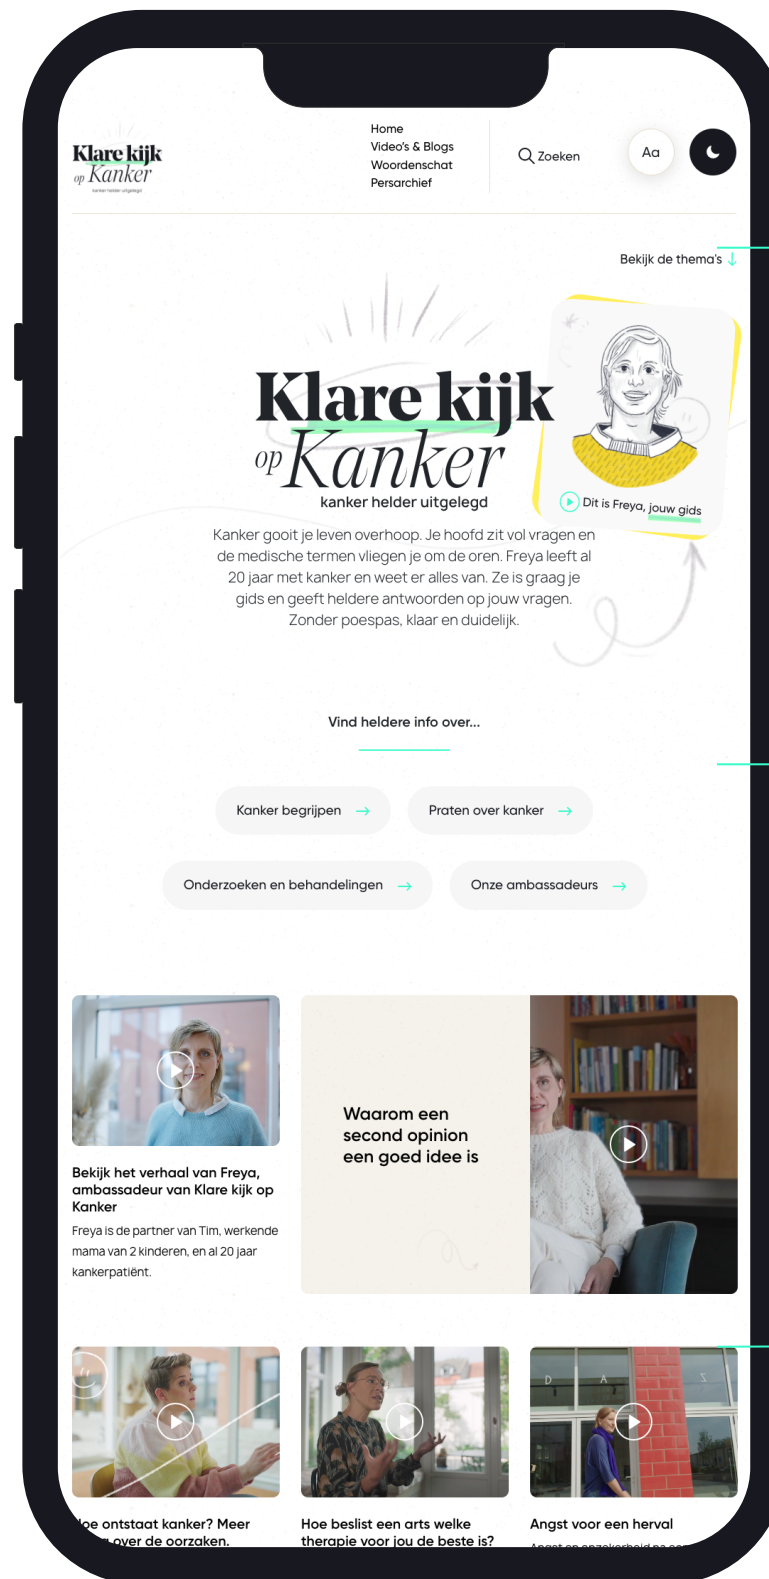 Klare kijk
op Kanker
kanker helder uitgelegd
Home
Video's & Blogs
Woordenschat
Persarchief
Zoeken
Aa
Bekijk de thema's
Klare kijk
op Kanker
kanker helder uitgelegd
Dit is Freya, jouw gids
Kanker gooit je leven overhoop. Je hoofd zit vol vragen en
de medische termen vliegen je om de oren. Freya leeft al
20 jaar met kanker en weet er alles van. Ze is graag je
gids en geeft heldere antwoorden op jouw vragen.
Zonder poespas, klaar en duidelijk.
Vind heldere info over...
Kanker begrijpen
Praten over kanker
Onderzoeken en behandelingen
Onze ambassadeurs
Waarom een
second opinion
een goed idee is
Bekijk het verhaal van Freya,
ambassadeur van Klare kijk op
Kanker
Freya is de partner van Tim, werkende
mama van 2 kinderen, en al 20 jaar
kankerpatiënt.
D A Z
Hoe ontstaat kanker? Meer
over de oorzaken.
Hoe beslist een arts welke
therapie voor jou de beste is?
Angst voor een herval
Angst en onzekerheid na een